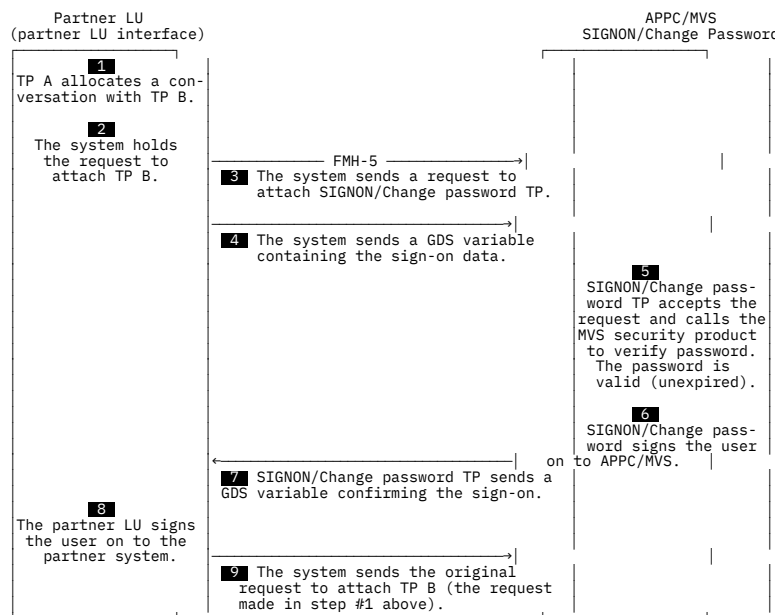 Partner LU
(partner LU interface)
APPC/MVS
SIGNON/Change Password
1
TP A allocates a con-
versation with TP B.
2
The system holds
the request to
attach TP B.
FMH-5
3 The system sends a request to
attach SIGNON/Change password TP.
4 The system sends a GDS variable
containing the sign-on data.
5
SIGNON/Change pass-
word TP accepts the
request and calls the
MVS security product
to verify password.
The password is
valid (unexpired).
6
SIGNON/Change pass-
word signs the user
on to APPC/MVS.
7 SIGNON/Change password TP sends a
GDS variable confirming the sign-on.
8
The partner LU signs
the user on to the
partner system.
9 The system sends the original
request to attach TP B (the request
made in step #1 above).